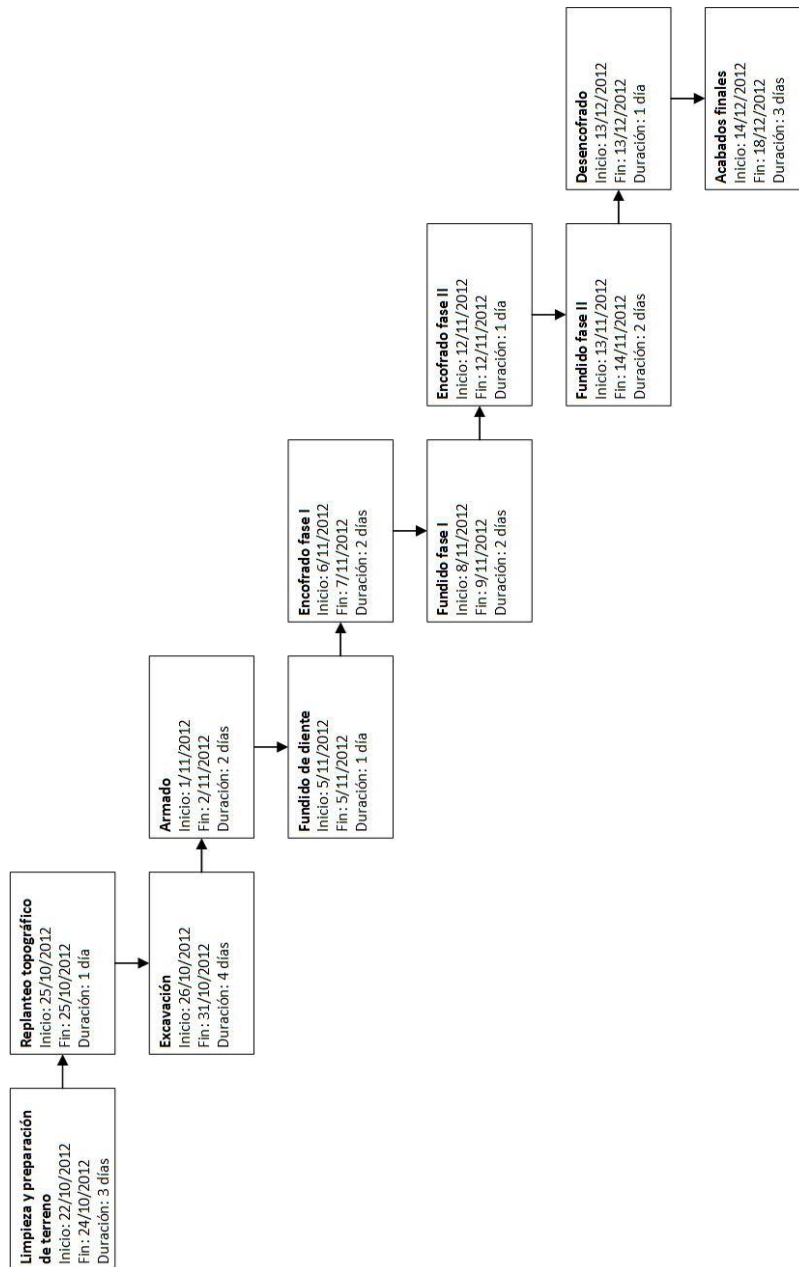 Limpieza y preparación
de terreno
Inicio: 22/10/2012
Fin: 24/10/2012
Duración: 3 días
Replanteo topográfico
Inicio: 25/10/2012
Fin: 25/10/2012
Duración: 1 día
Excavación
Inicio: 26/10/2012
Fin: 31/10/2012
Duración: 4 días
Armado
Inicio: 1/11/2012
Fin: 2/11/2012
Duración: 2 días
Fundido de diente
Inicio: 5/11/2012
Fin: 5/11/2012
Duración: 1 día
Encofrado fase I
Inicio: 6/11/2012
Fin: 7/11/2012
Duración: 2 días
Fundido fase I
Inicio: 8/11/2012
Fin: 9/11/2012
Duración: 2 días
Encofrado fase II
Inicio: 12/11/2012
Fin: 12/11/2012
Duración: 1 día
Fundido fase II
Inicio: 13/11/2012
Fin: 14/11/2012
Duración: 2 días
Desencofrado
Inicio: 13/12/2012
Fin: 13/12/2012
Duración: 1 día
Acabados finales
Inicio: 14/12/2012
Fin: 18/12/2012
Duración: 3 días